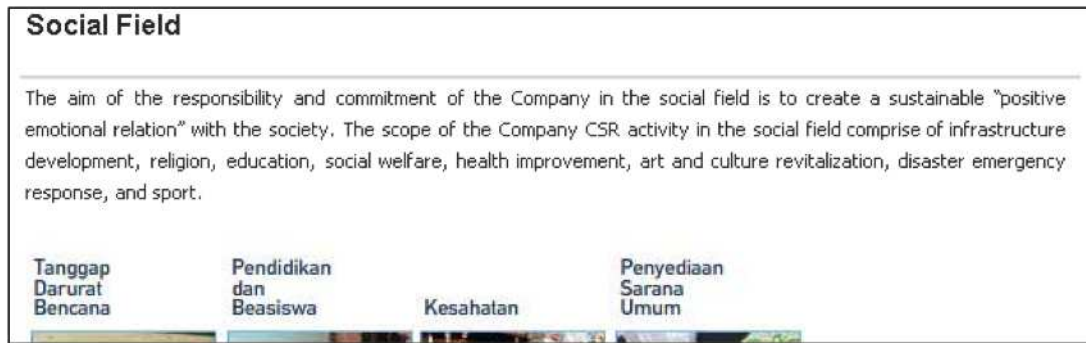 Social Field
The aim of the responsibility and commitment of the Company in the social field is to create a sustainable “positive
emotional relation” with the society. The scope of the Company CSR activity in the social field comprise of infrastructure
development, religion, education, social welfare, health improvement, art and culture revitalization, disaster emergency
response, and sport.
Tanggap
Darurat
Bencana
Pendidikan
dan
Beasiswa
Kesahatan
Penyediaan
Sarana
Umum